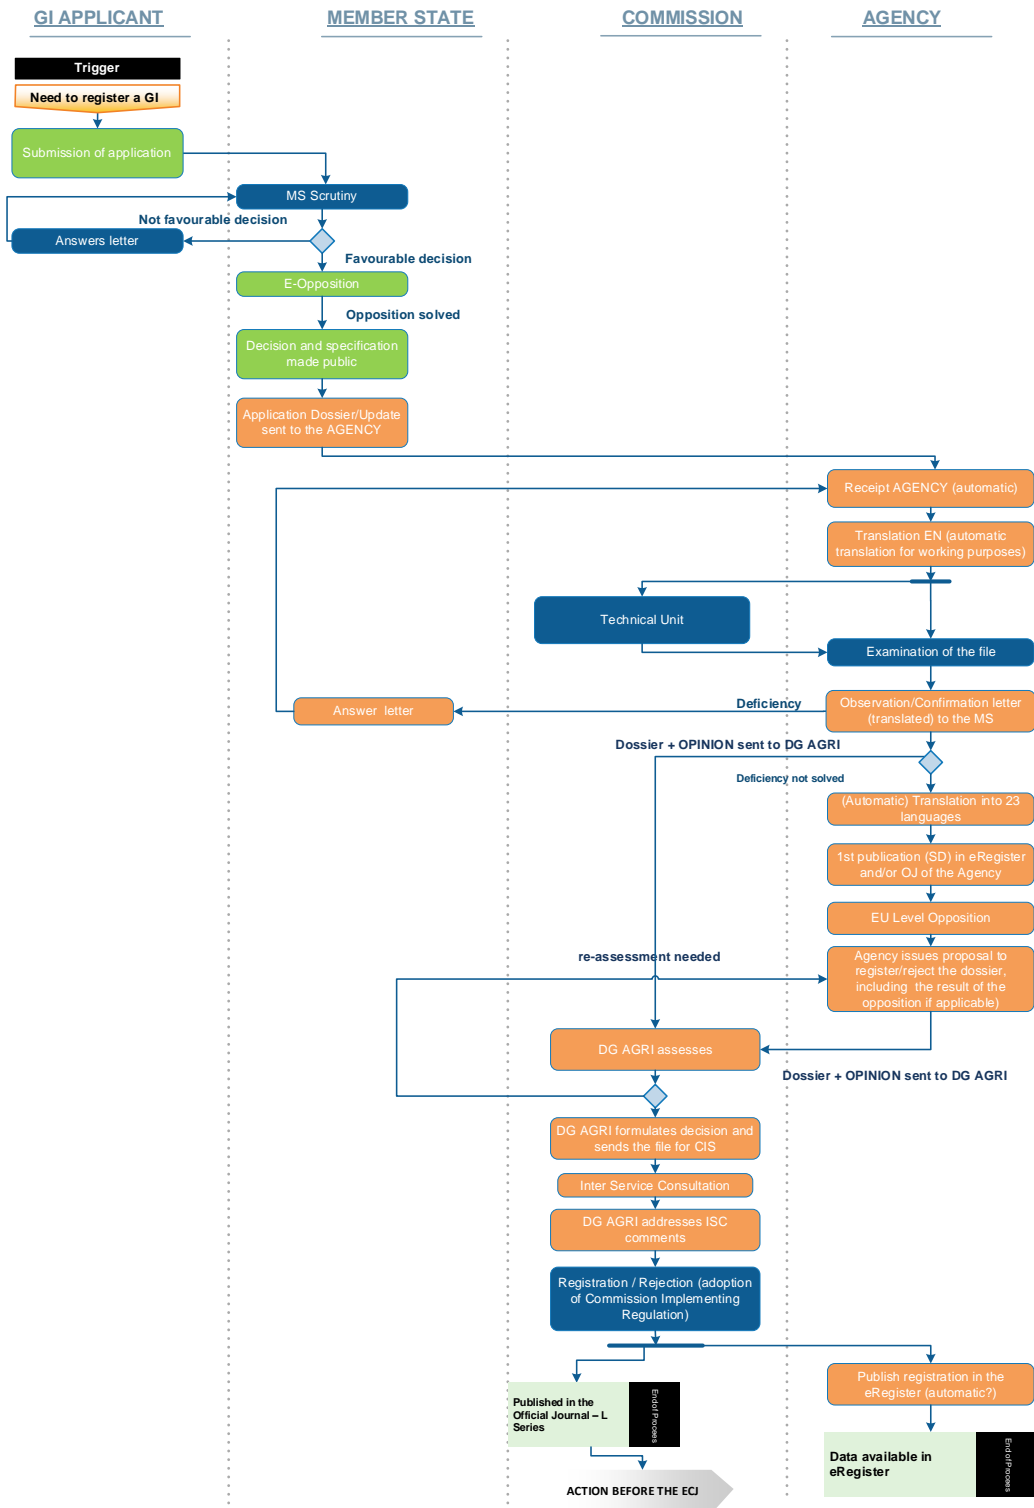 GI APPLICANT
MEMBER STATE
COMMISSION
AGENCY
Trigger
Need to register a GI
Submission of application
MS Scrutiny
Not favourable decision
Answers letter
Favourable decision
E-Opposition
Opposition solved
Decision and specification
made public
Application Dossier/Update
sent to the AGENCY
Receipt AGENCY (automatic)
Translation EN (automatic
translation for working purposes)
Technical Unit
Examination of the file
Deficiency
Observation/Confirmation letter
(translated) to the MS
Answer letter
Dossier + OPINION sent to DG AGRI
Deficiency not solved
(Automatic) Translation into 23
languages
1st publication (SD) in eRegister
and/or OJ of the Agency
EU Level Opposition
re-assessment needed
Agency issues proposal to
register/reject the dossier,
including the result of the
opposition if applicable)
DG AGRI assesses
Dossier + OPINION sent to DG AGRI
DG AGRI formulates decision and
sends the file for CIS
Inter Service Consultation
DG AGRI addresses ISC
comments
Registration / Rejection (adoption
of Commission Implementing
Regulation)
Publish registration in the
eRegister (automatic?)
Published in the
Official Journal – L
Series
End of Procees
Data available in
eRegister
End of Procees
ACTION BEFORE THE ECJ